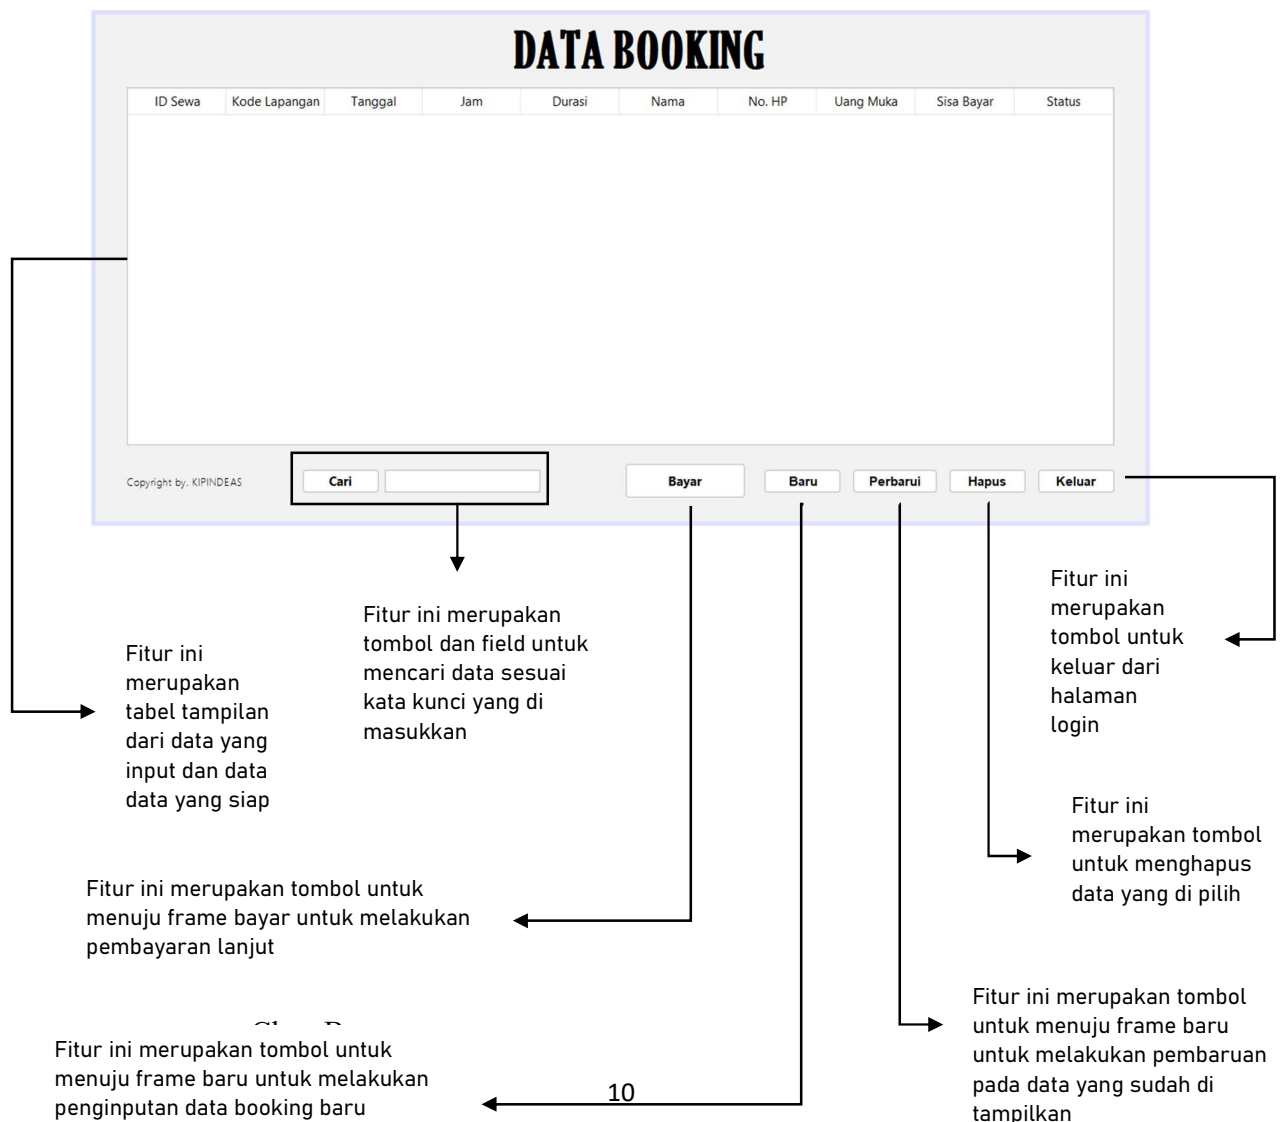 DATA BOOKING
ID Sewa Kode Lapangan Tanggal Jam Durasi Nama No. HP Uang Muka Sisa Bayar Status
Copyright by. KIPINDEAS Cari Bayar Baru Perbarui Hapus Keluar
Fitur ini
merupakan
tombol untuk
keluar dari
halaman
login
Fitur ini merupakan
tombol dan field untuk
mencari data sesuai
kata kunci yang di
masukkan
Fitur ini
merupakan
tabel tampilan
dari data yang
input dan data
data yang siap
Fitur ini
merupakan tombol
untuk menghapus
data yang di pilih
Fitur ini merupakan tombol untuk
menuju frame bayar untuk melakukan
pembayaran lanjut
Fitur ini merupakan tombol
untuk menuju frame baru
untuk melakukan pembaruan
pada data yang sudah di
tampilkan
Fitur ini merupakan tombol untuk
menuju frame baru untuk melakukan
penginputan data booking baru
10